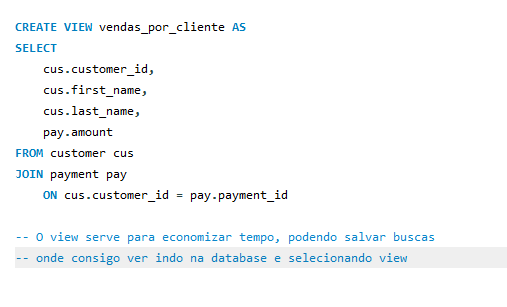 CREATE VIEW vendas_por_cliente AS
SELECT
    cus.customer_id,
    cus.first_name,
    cus.last_name,
    pay.amount
FROM customer cus
JOIN payment pay
    ON cus.customer_id = pay.payment_id
-- O view serve para economizar tempo, podendo salvar buscas
-- onde consigo ver indo na database e selecionando view